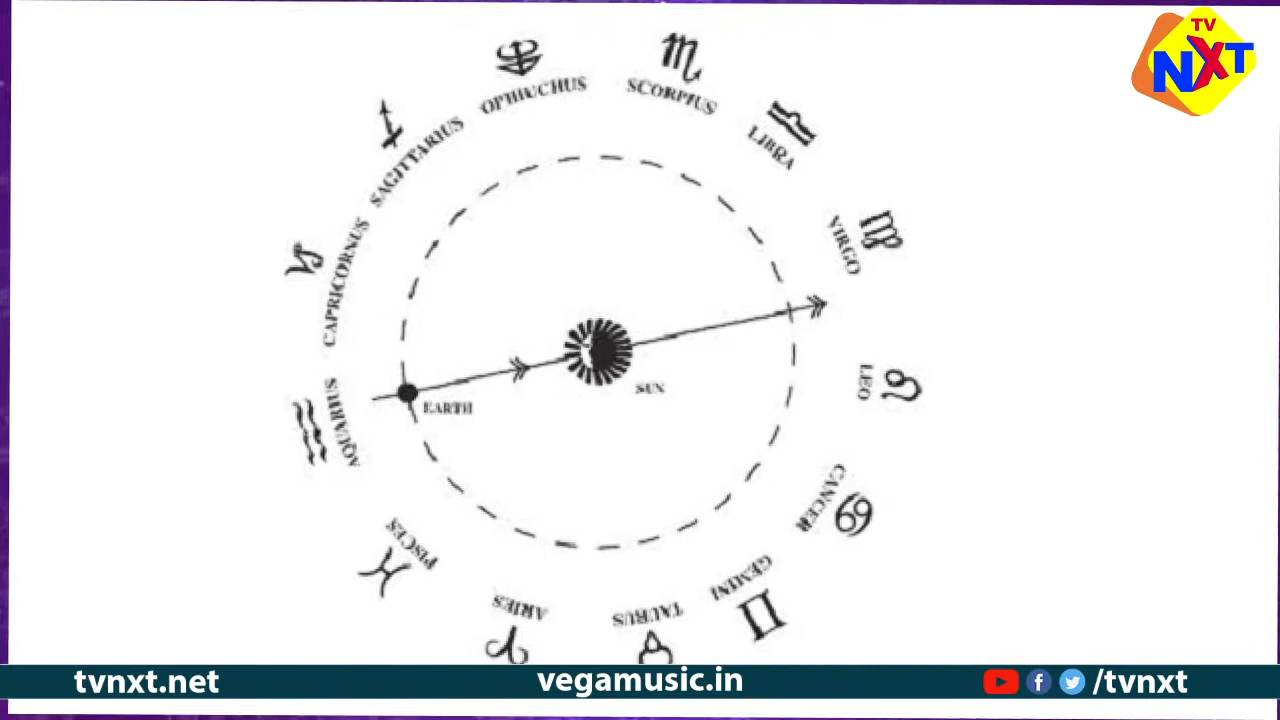 TV
NXT
OPHIUCHUS
SCORPIUS
SAGITTARIUS
LIBRA
CAPRICORNUS
VIRGO
AQUARIUS
EARTH
SUN
LEO
CANCER
PISCES
GEMINI
ARIES
TAURUS
tvnxt.net
vegamusic.in
/tvnxt